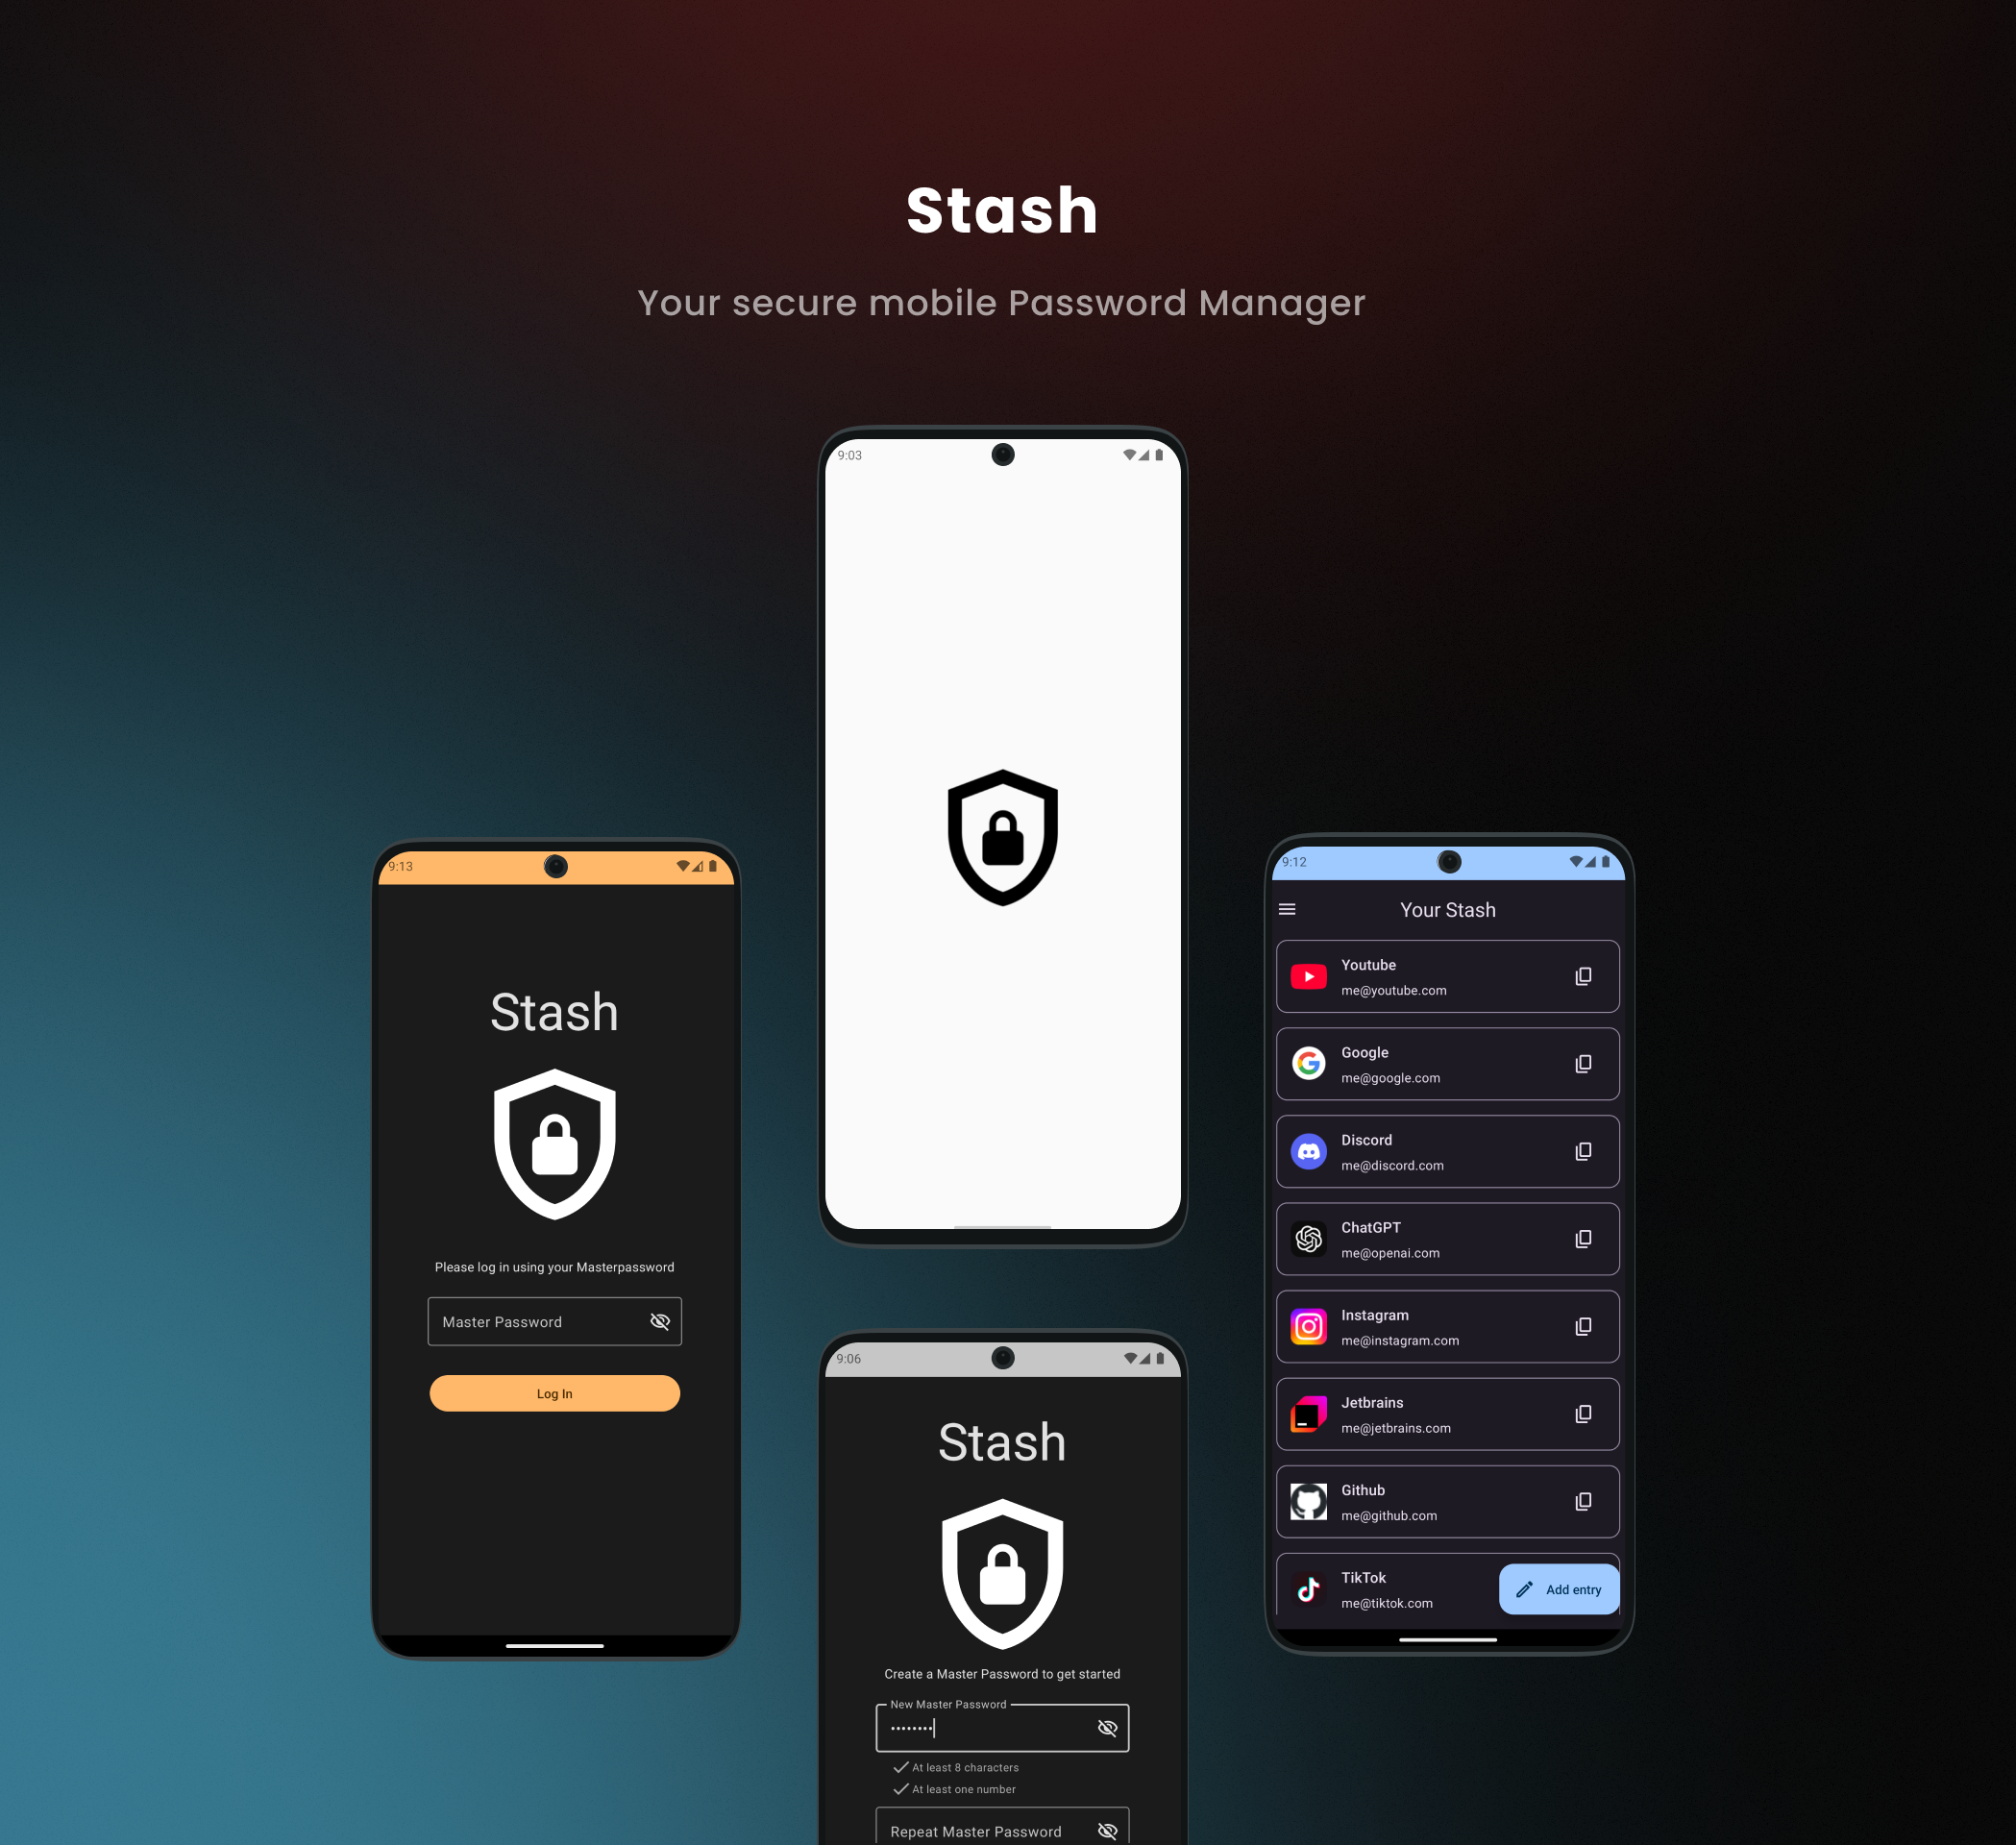 Stash
Your secure mobile Password Manager
9:03
9:13
Stash
Please log in using your Masterpassword
Master Password
Log In
9:12
Your Stash
Youtube
me@youtube.com
Google
me@google.com
Discord
me@discord.com
ChatGPT
me@openai.com
Instagram
me@instagram.com
Jetbrains
me@jetbrains.com
Github
me@github.com
TikTok
me@tiktok.com
Add entry
9:06
Stash
Create a Master Password to get started
New Master Password
••••••••
At least 8 characters
At least one number
Repeat Master Password